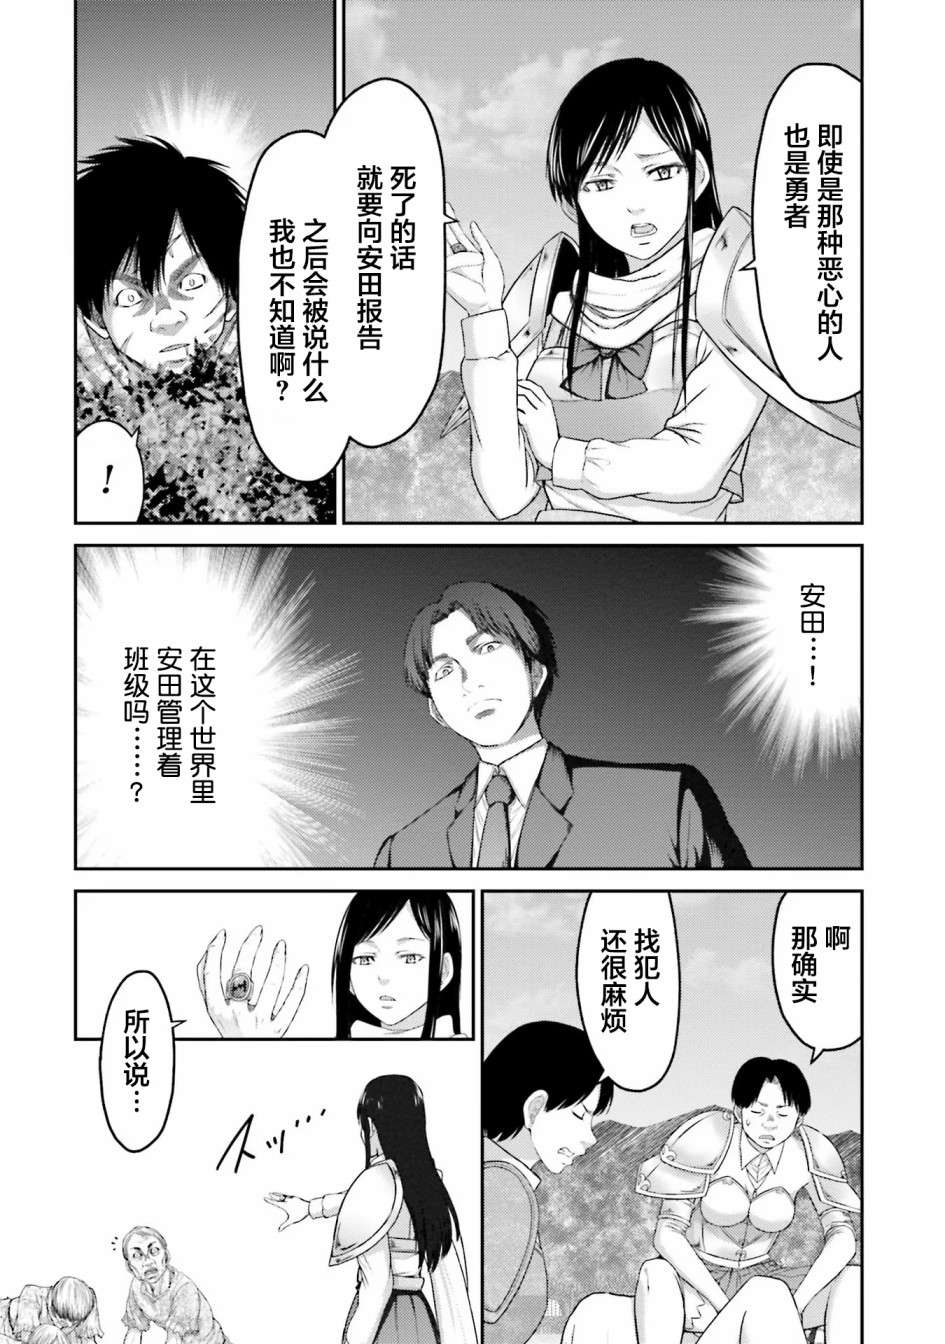 即使是那种恶心的人
也是勇者
死了的话
就要向安田报告
之后会被说什么
我也不知道啊？
！
安田…！
在这个世界里
安田管理着
班级吗……？
啊
那确实
找犯人
还很麻烦
所以说…
スッ…